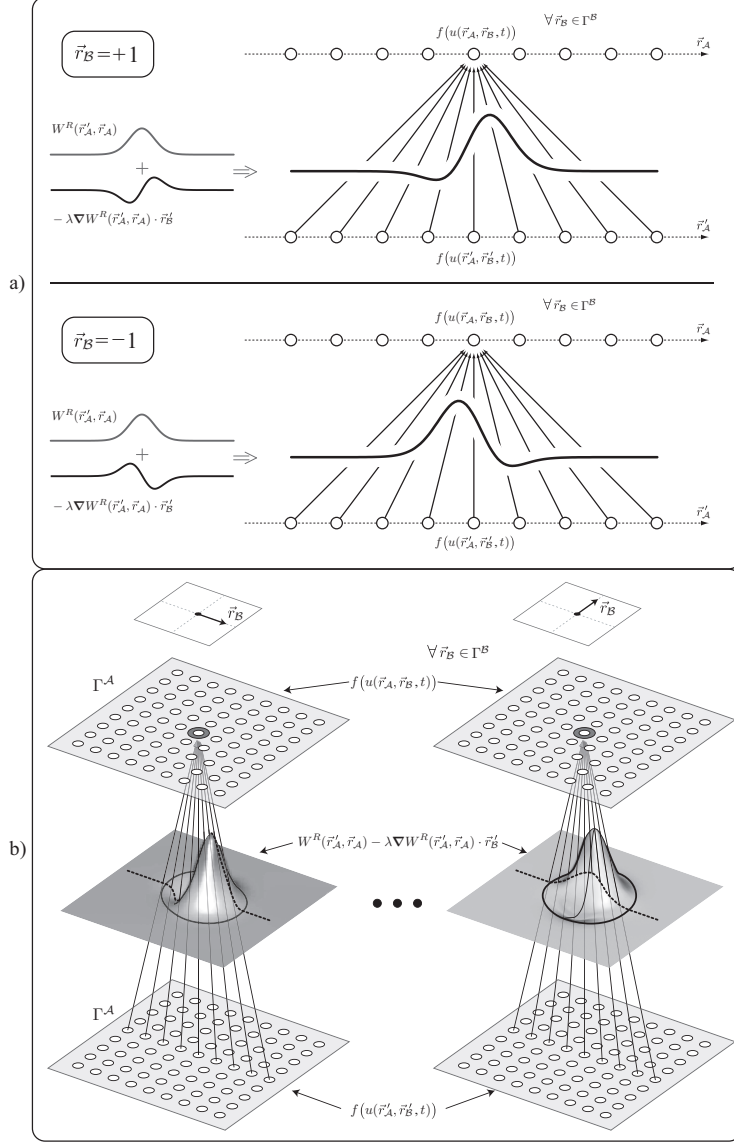 a)
r⃗_ℬ=+1
f(u(r⃗_𝒜, r⃗_ℬ, t))
∀ r⃗_ℬ ∈ Γ^ℬ
r⃗_𝒜
W^R(r⃗′_𝒜, r⃗_𝒜)
+
⇒
− λ∇W^R(r⃗′_𝒜, r⃗_𝒜) · r⃗′_ℬ
r⃗′_𝒜
f(u(r⃗′_𝒜, r⃗′_ℬ, t))
r⃗_ℬ=−1
f(u(r⃗_𝒜, r⃗_ℬ, t))
∀ r⃗_ℬ ∈ Γ^ℬ
r⃗_𝒜
W^R(r⃗′_𝒜, r⃗_𝒜)
+
⇒
− λ∇W^R(r⃗′_𝒜, r⃗_𝒜) · r⃗′_ℬ
r⃗′_𝒜
f(u(r⃗′_𝒜, r⃗′_ℬ, t))
b)
r⃗_ℬ
r⃗_ℬ
∀ r⃗_ℬ ∈ Γ^ℬ
Γ^𝒜
f(u(r⃗_𝒜, r⃗_ℬ, t))
W^R(r⃗′_𝒜, r⃗_𝒜) − λ∇W^R(r⃗′_𝒜, r⃗_𝒜) · r⃗′_ℬ
Γ^𝒜
f(u(r⃗′_𝒜, r⃗′_ℬ, t))